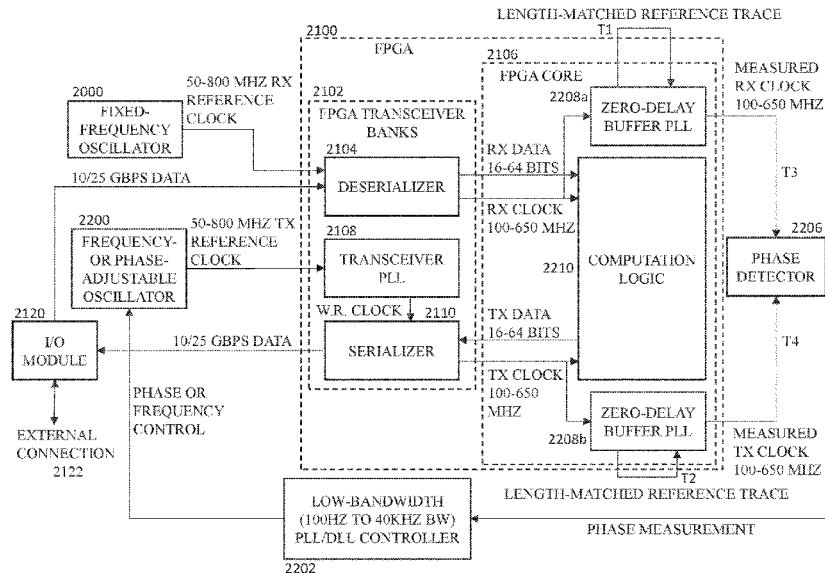 LENGTH-MATCHED REFERENCE TRACE
T1
2100
FPGA
2106
FPGA CORE
MEASURED
RX CLOCK
100-650 MHZ
50-800 MHZ RX
REFERENCE
CLOCK
2000
FIXED-
FREQUENCY
OSCILLATOR
2102
FPGA TRANSCEIVER
BANKS
2208a
ZERO-DELAY
BUFFER PLL
2104
DESERIALIZER
RX DATA
16-64 BITS
10/25 GBPS DATA
RX CLOCK
100-650 MHZ
T3
2200
FREQUENCY-
OR PHASE-
ADJUSTABLE
OSCILLATOR
50-800 MHZ TX
REFERENCE
CLOCK
2108
TRANSCEIVER
PLL
2210
COMPUTATION
LOGIC
2206
PHASE
DETECTOR
W.R. CLOCK
2110
SERIALIZER
TX DATA
16-64 BITS
2120
I/O
MODULE
10/25 GBPS DATA
T4
TX CLOCK
100-650
MHZ
PHASE OR
FREQUENCY
CONTROL
EXTERNAL
CONNECTION
2122
2208b
ZERO-DELAY
BUFFER PLL
MEASURED
TX CLOCK
100-650 MHZ
T2
LENGTH-MATCHED REFERENCE TRACE
LOW-BANDWIDTH
(100HZ TO 40KHZ BW)
PLL/DLL CONTROLLER
2202
PHASE MEASUREMENT